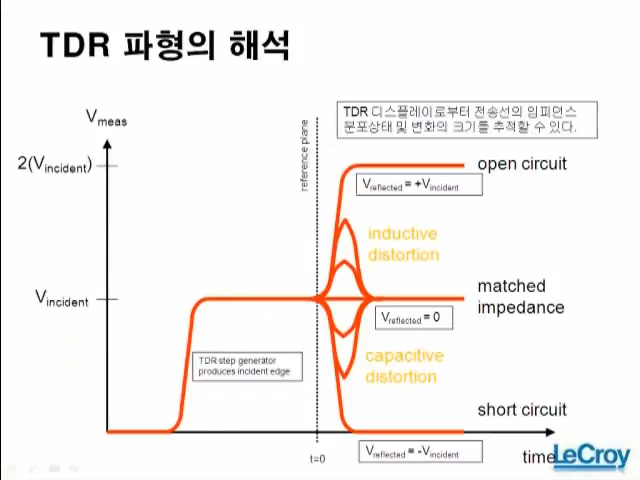 TDR 파형의 해석
V meas
TDR 디스플레이로부터 전송선의 임피던스
분포상태 및 변화의 크기를 추적할 수 있다.
2(Vincident)
reference plane
open circuit
Vreflected = +Vincident
inductive
distortion
matched
impedance
Vincident
Vreflected = 0
TDR step generator
produces incident edge
capacitive
distortion
short circuit
Vreflected = -Vincident
t=0
time
LeCroy